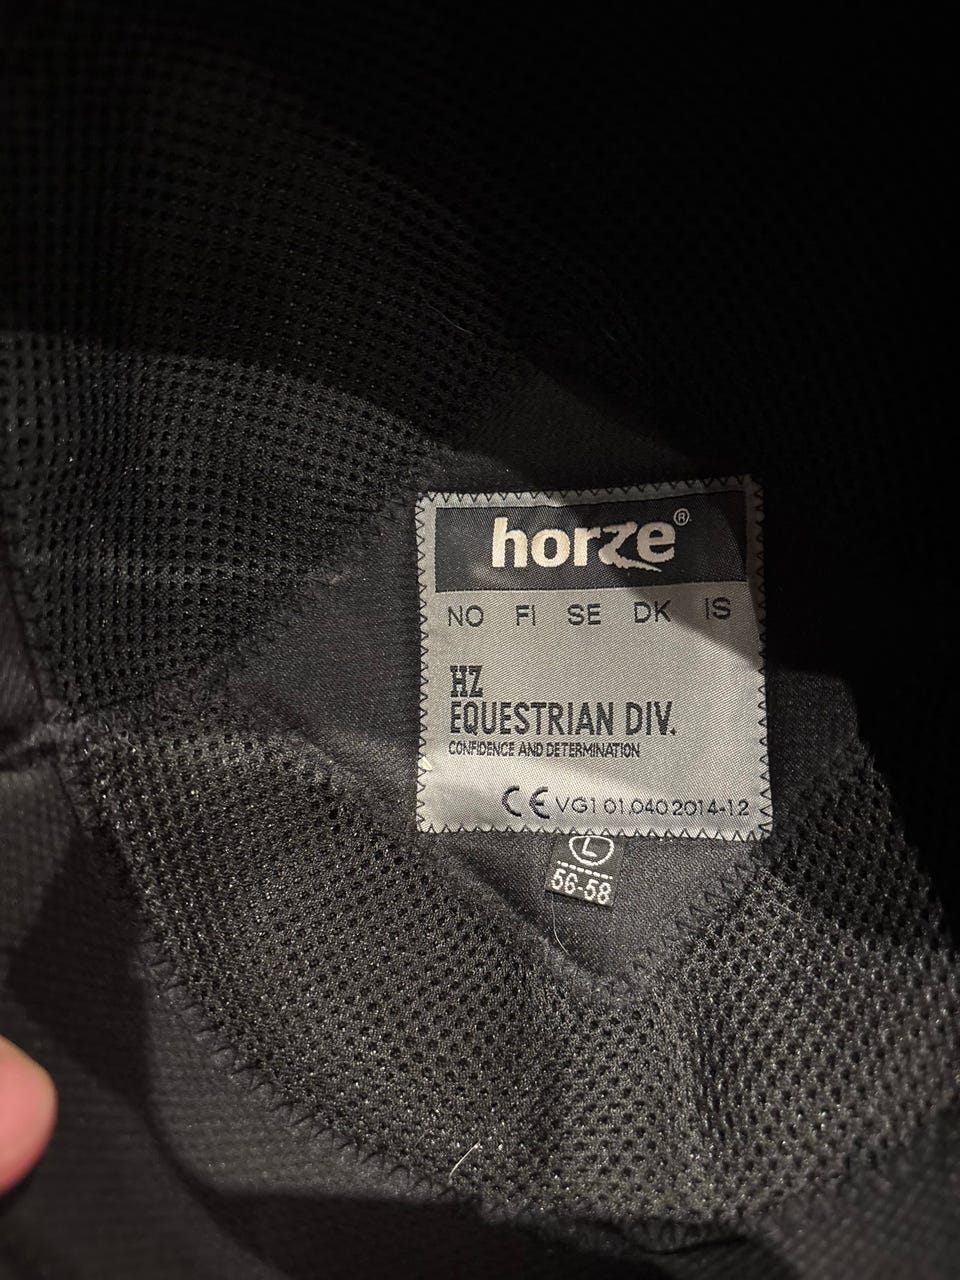 horze®
NO FI SE DK IS
HZ
EQUESTRIAN DIV.
CONFIDENCE AND DETERMINATION
CE VG1 01,040 2014-12
L
56-58